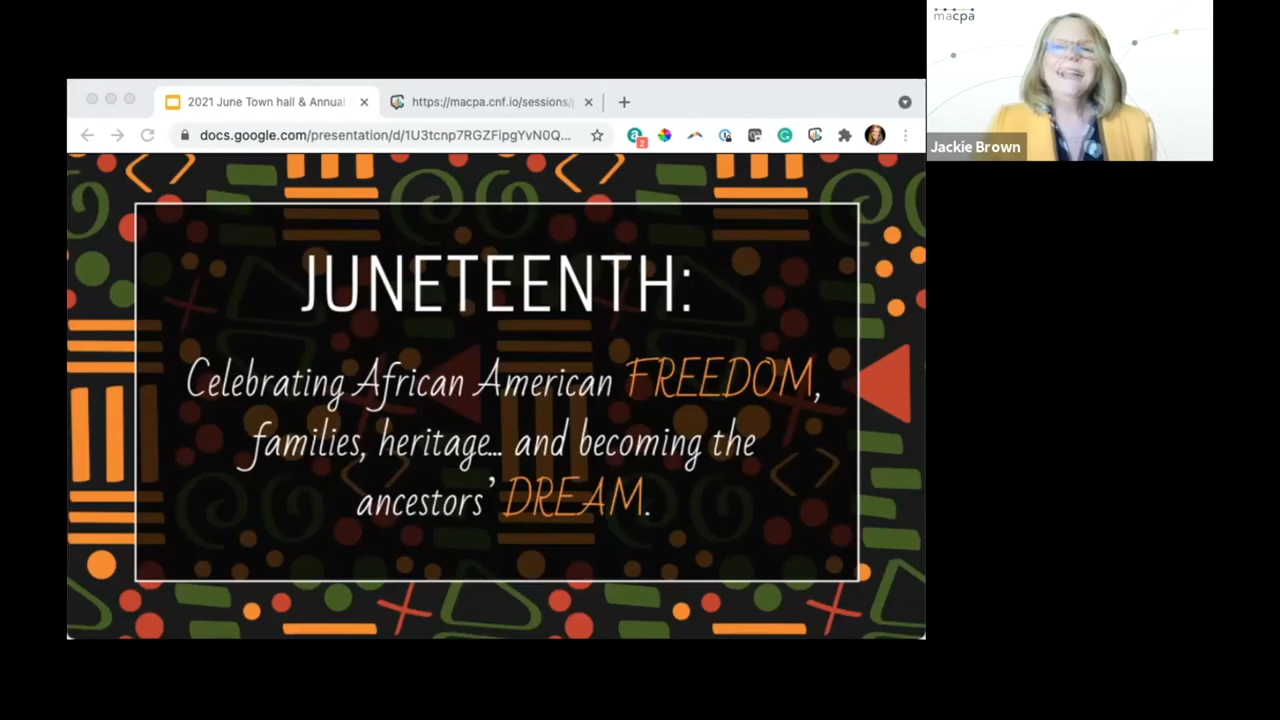 macpa
Jackie Brown
2021 June Town hall & Annual
https://macpa.cnf.io/sessions/
docs.google.com/presentation/d/1U3tcnp7RGZFipgYvN0Q...
2
JUNETEENTH:
Celebrating African American FREEDOM,
families, heritage... and becoming the
ancestors’ DREAM.